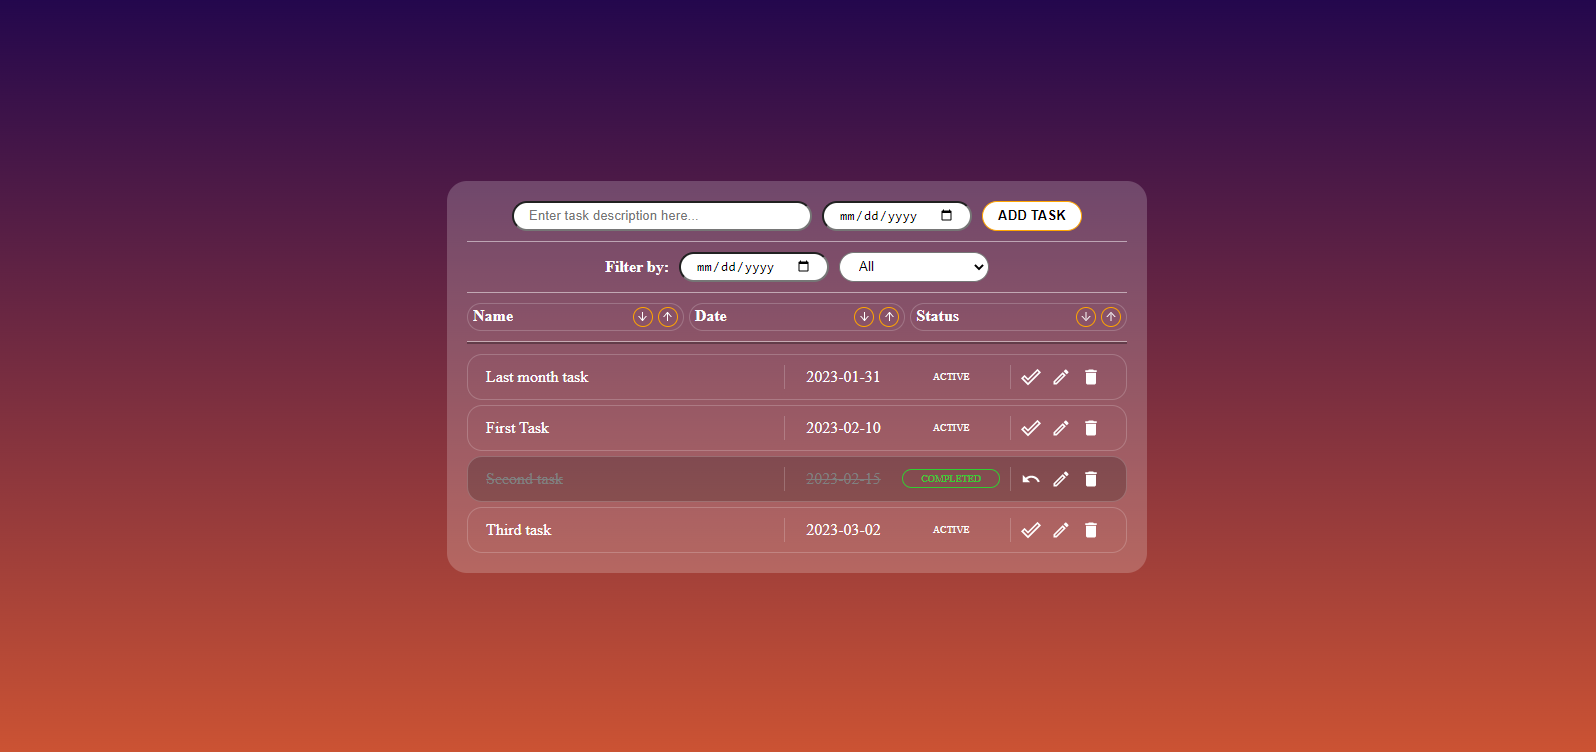 Enter task description here... mm/dd/yyyy ADD TASK
Filter by: mm/dd/yyyy All
Name Date Status
Last month task 2023-01-31 ACTIVE
First Task 2023-02-10 ACTIVE
Second task 2023-02-15 COMPLETED
Third task 2023-03-02 ACTIVE